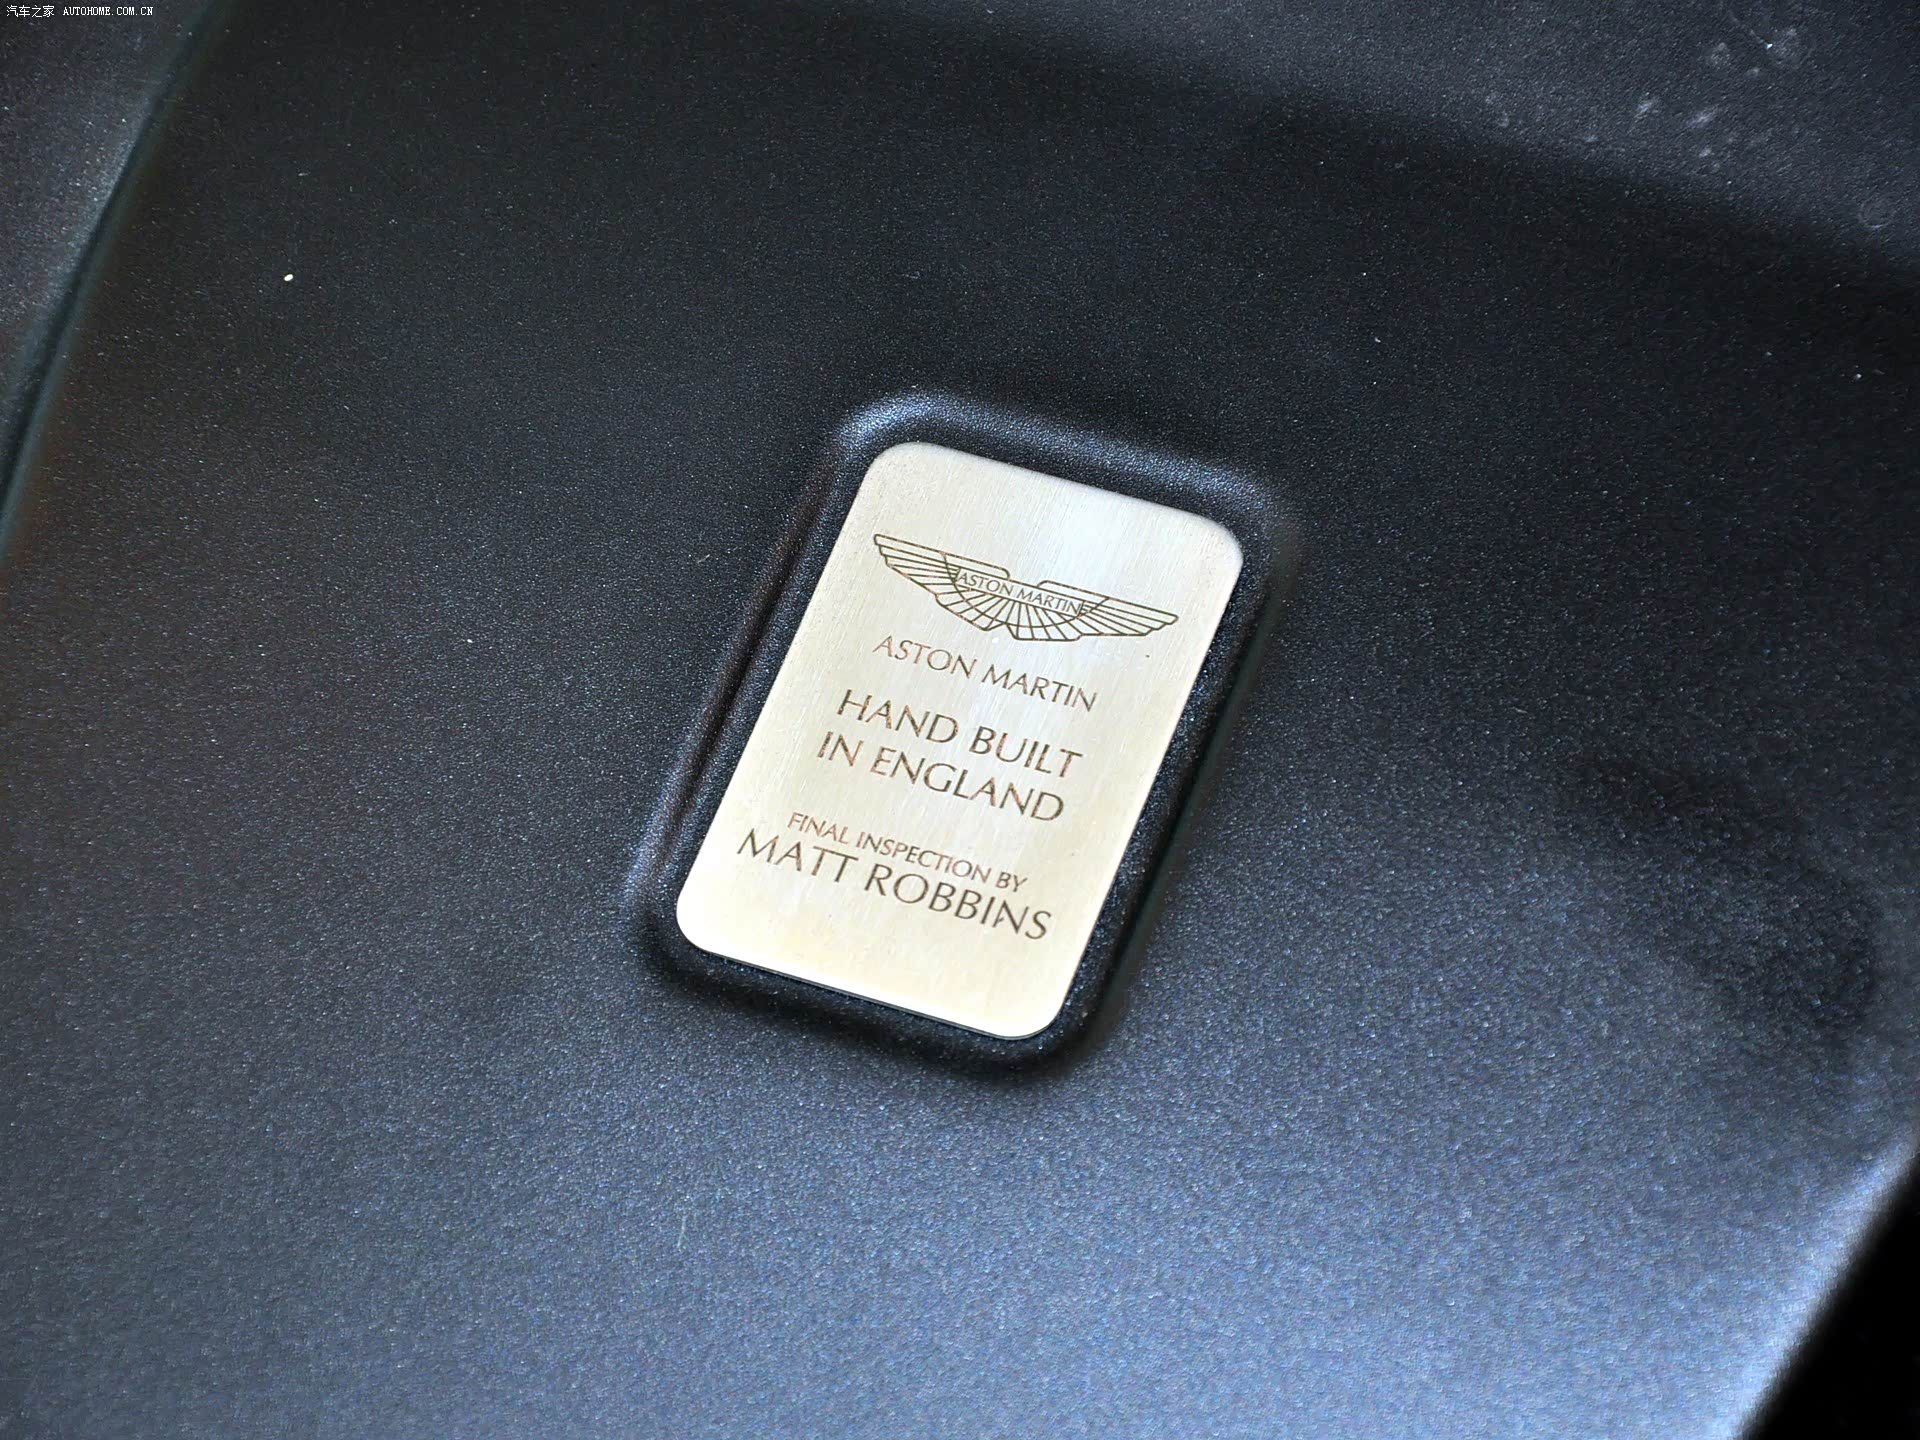 汽车之家 AUTOHOME.COM.CN
ASTON MARTIN
ASTON MARTIN
HAND BUILT
IN ENGLAND
FINAL INSPECTION BY
MATT ROBBINS